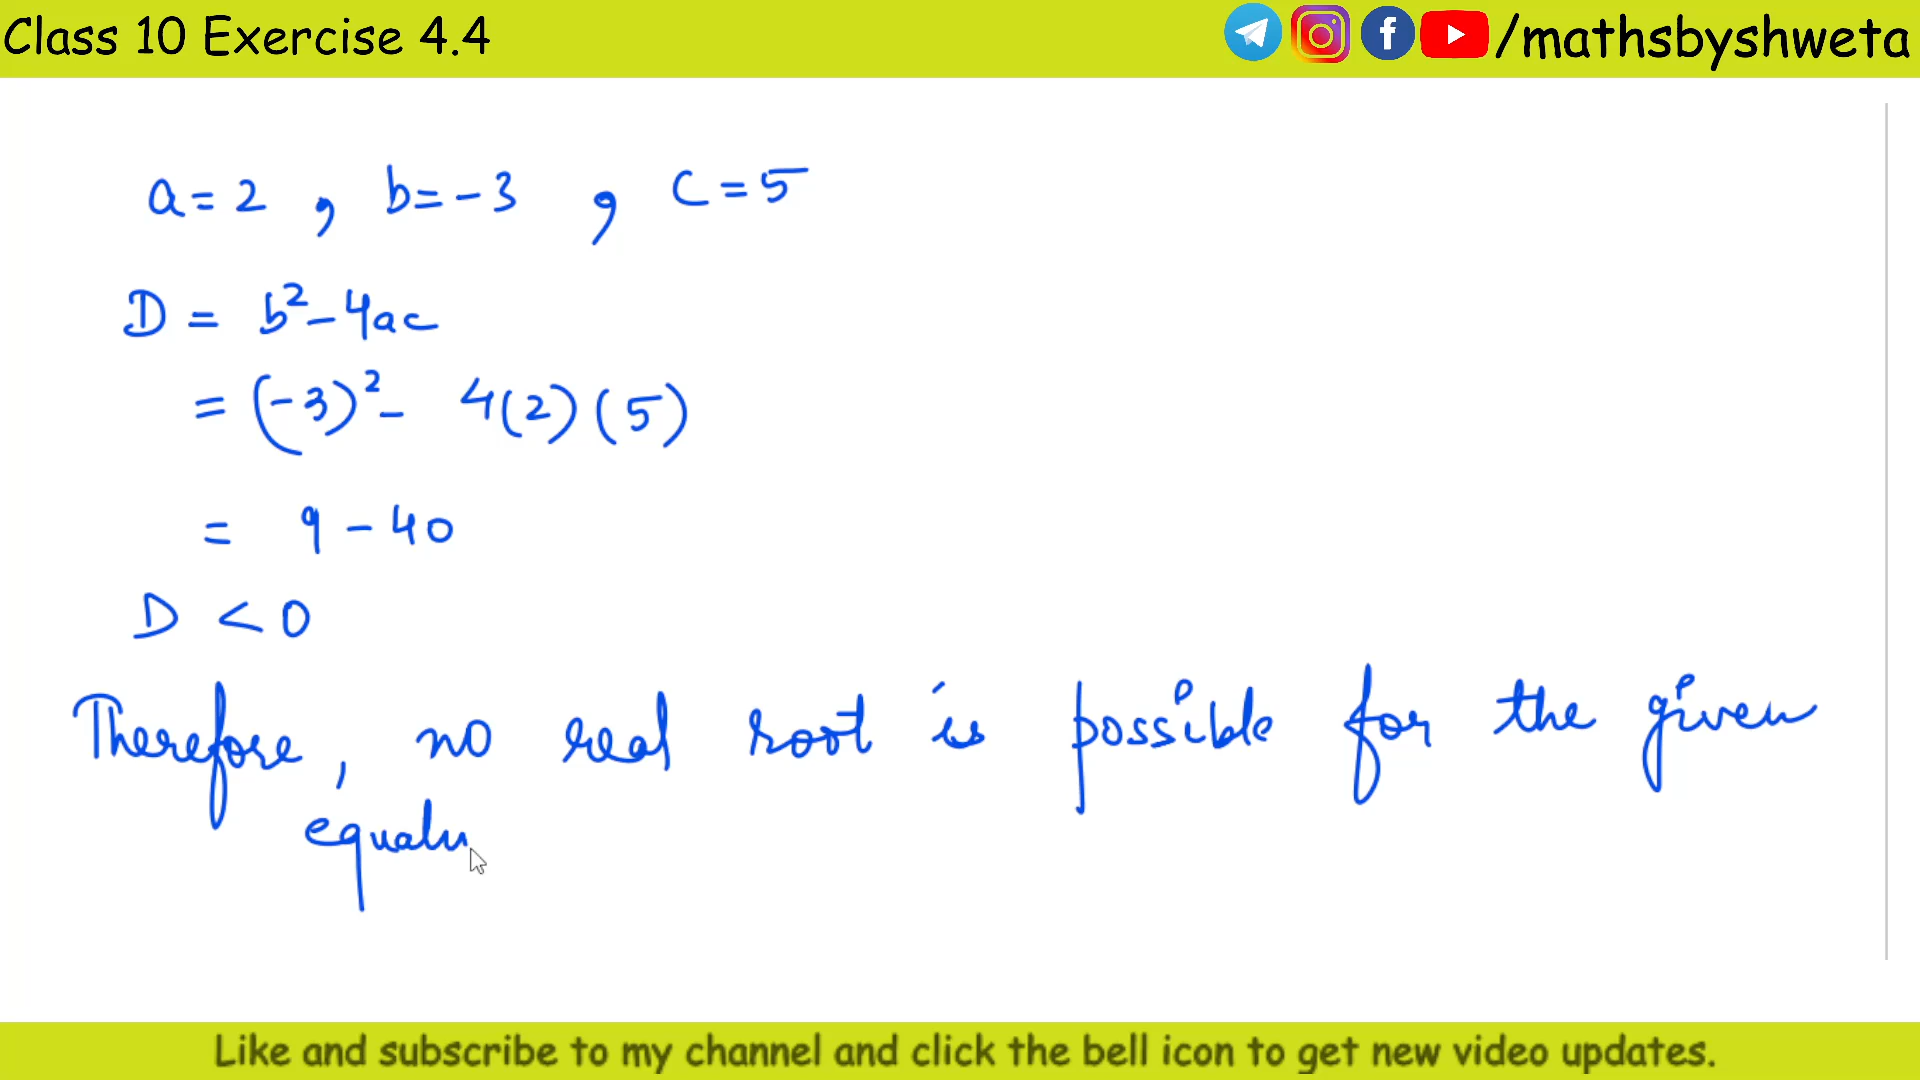 Class 10 Exercise 4.4
/mathsbyshweta
a = 2 , b = -3 , c = 5
D = b² - 4ac
= (-3)² - 4(2)(5)
= 9 - 40
D < 0
Therefore, no real root is possible for the given
Like and subscribe to my channel and click the bell icon to get new video updates.